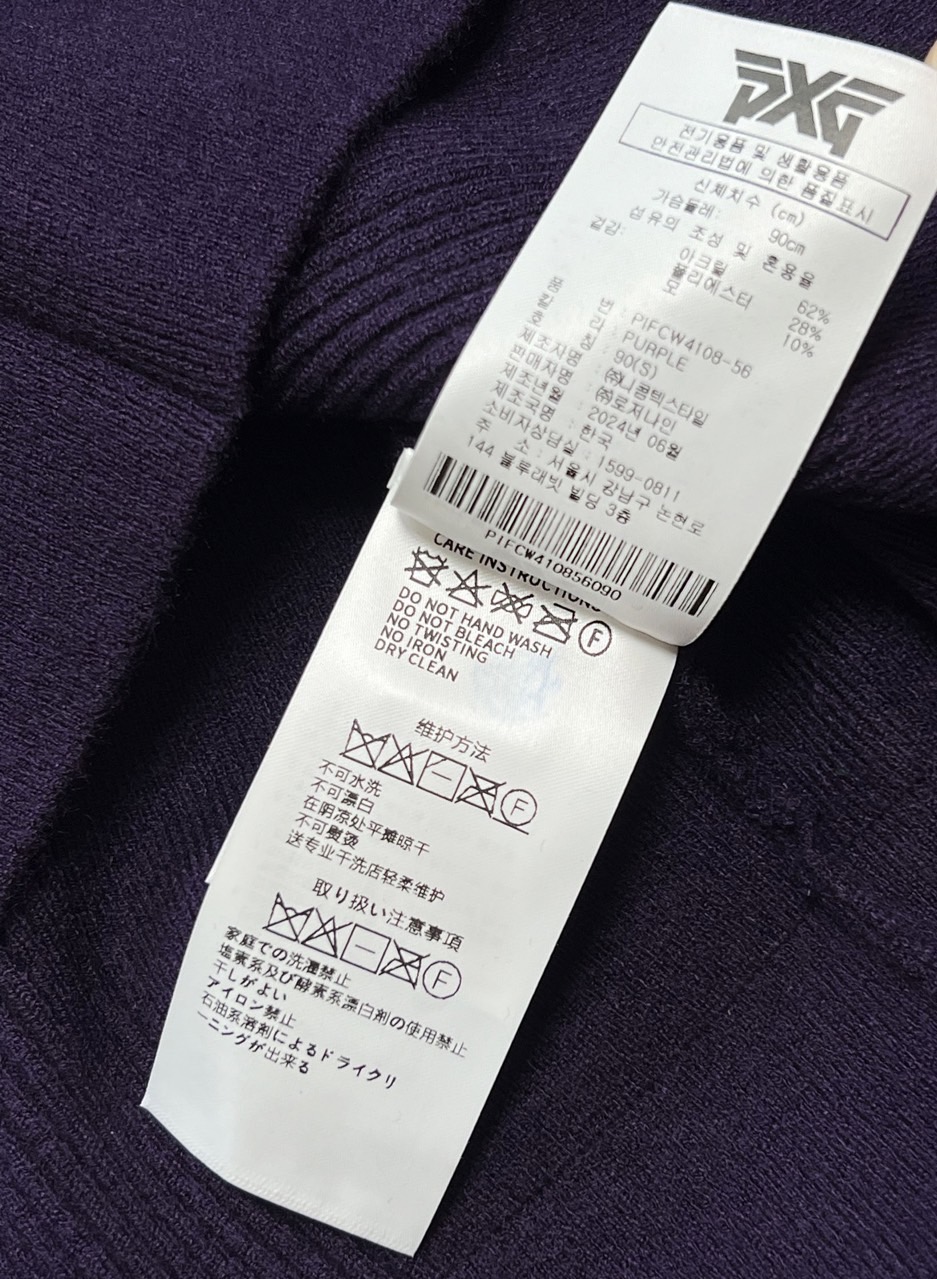 PXG
전기용품 및 생활용품
안전관리법에 의한 품질표시
신체치수 (cm)
가슴둘레: 90cm
섬유의 조성 및 혼용율
겉감: 아크릴 62%
폴리에스터 28%
모 10%
품 번 : PIFCW4108-56
컬 러 : PURPLE
호 칭 : 90(S)
제조자명 : ㈜니콤텍스타일
판매자명 : ㈜로저나인
제조년월 : 2024년 06월
제조국명 : 한국
소비자상담실 : 1599-0811
주 소 : 서울시 강남구 논현로
144 블루래빗 빌딩 3층
PIFCW410856090
CARE INSTRUCTIONS
F
DO NOT HAND WASH
DO NOT BLEACH
NO TWISTING
NO IRON
DRY CLEAN
维护方法
F
不可水洗
不可漂白
在阴凉处平摊晾干
不可熨烫
送专业干洗店轻柔维护
取り扱い注意事項
F
家庭での洗濯禁止
塩素系及び酵素系漂白剤の使用禁止
干しがよい
アイロン禁止
石油系溶剤によるドライクリ
ーニングが出来る